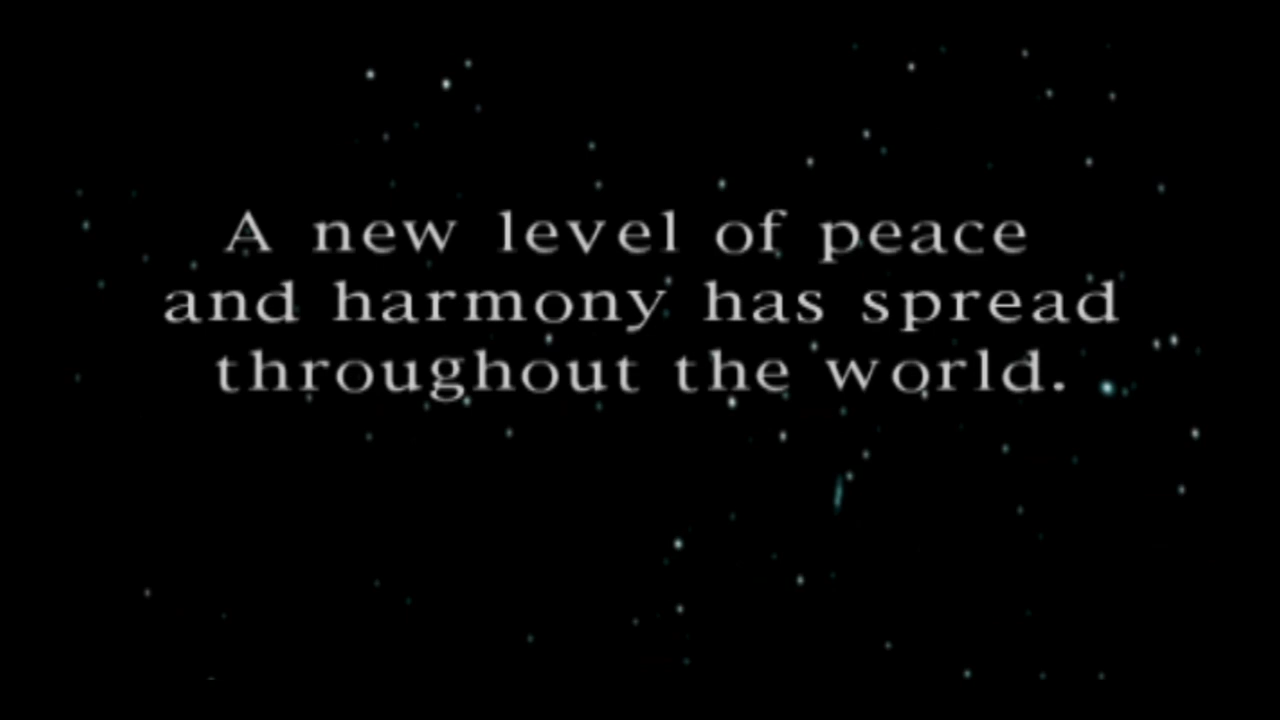 A new level of peace
and harmony has spread
throughout the world.